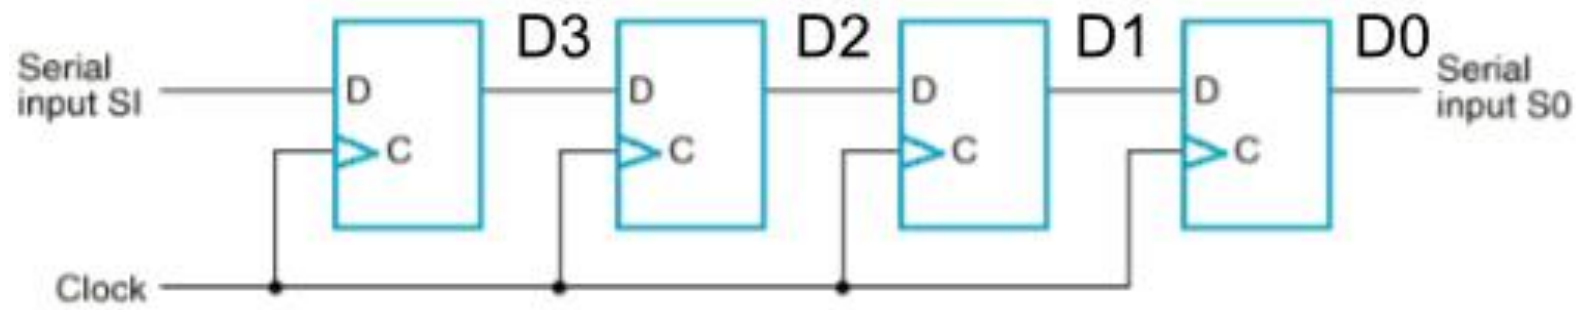 Serial
input SI
D
C
D3
D
C
D2
D
C
D1
D
C
D0
Serial
input S0
Clock